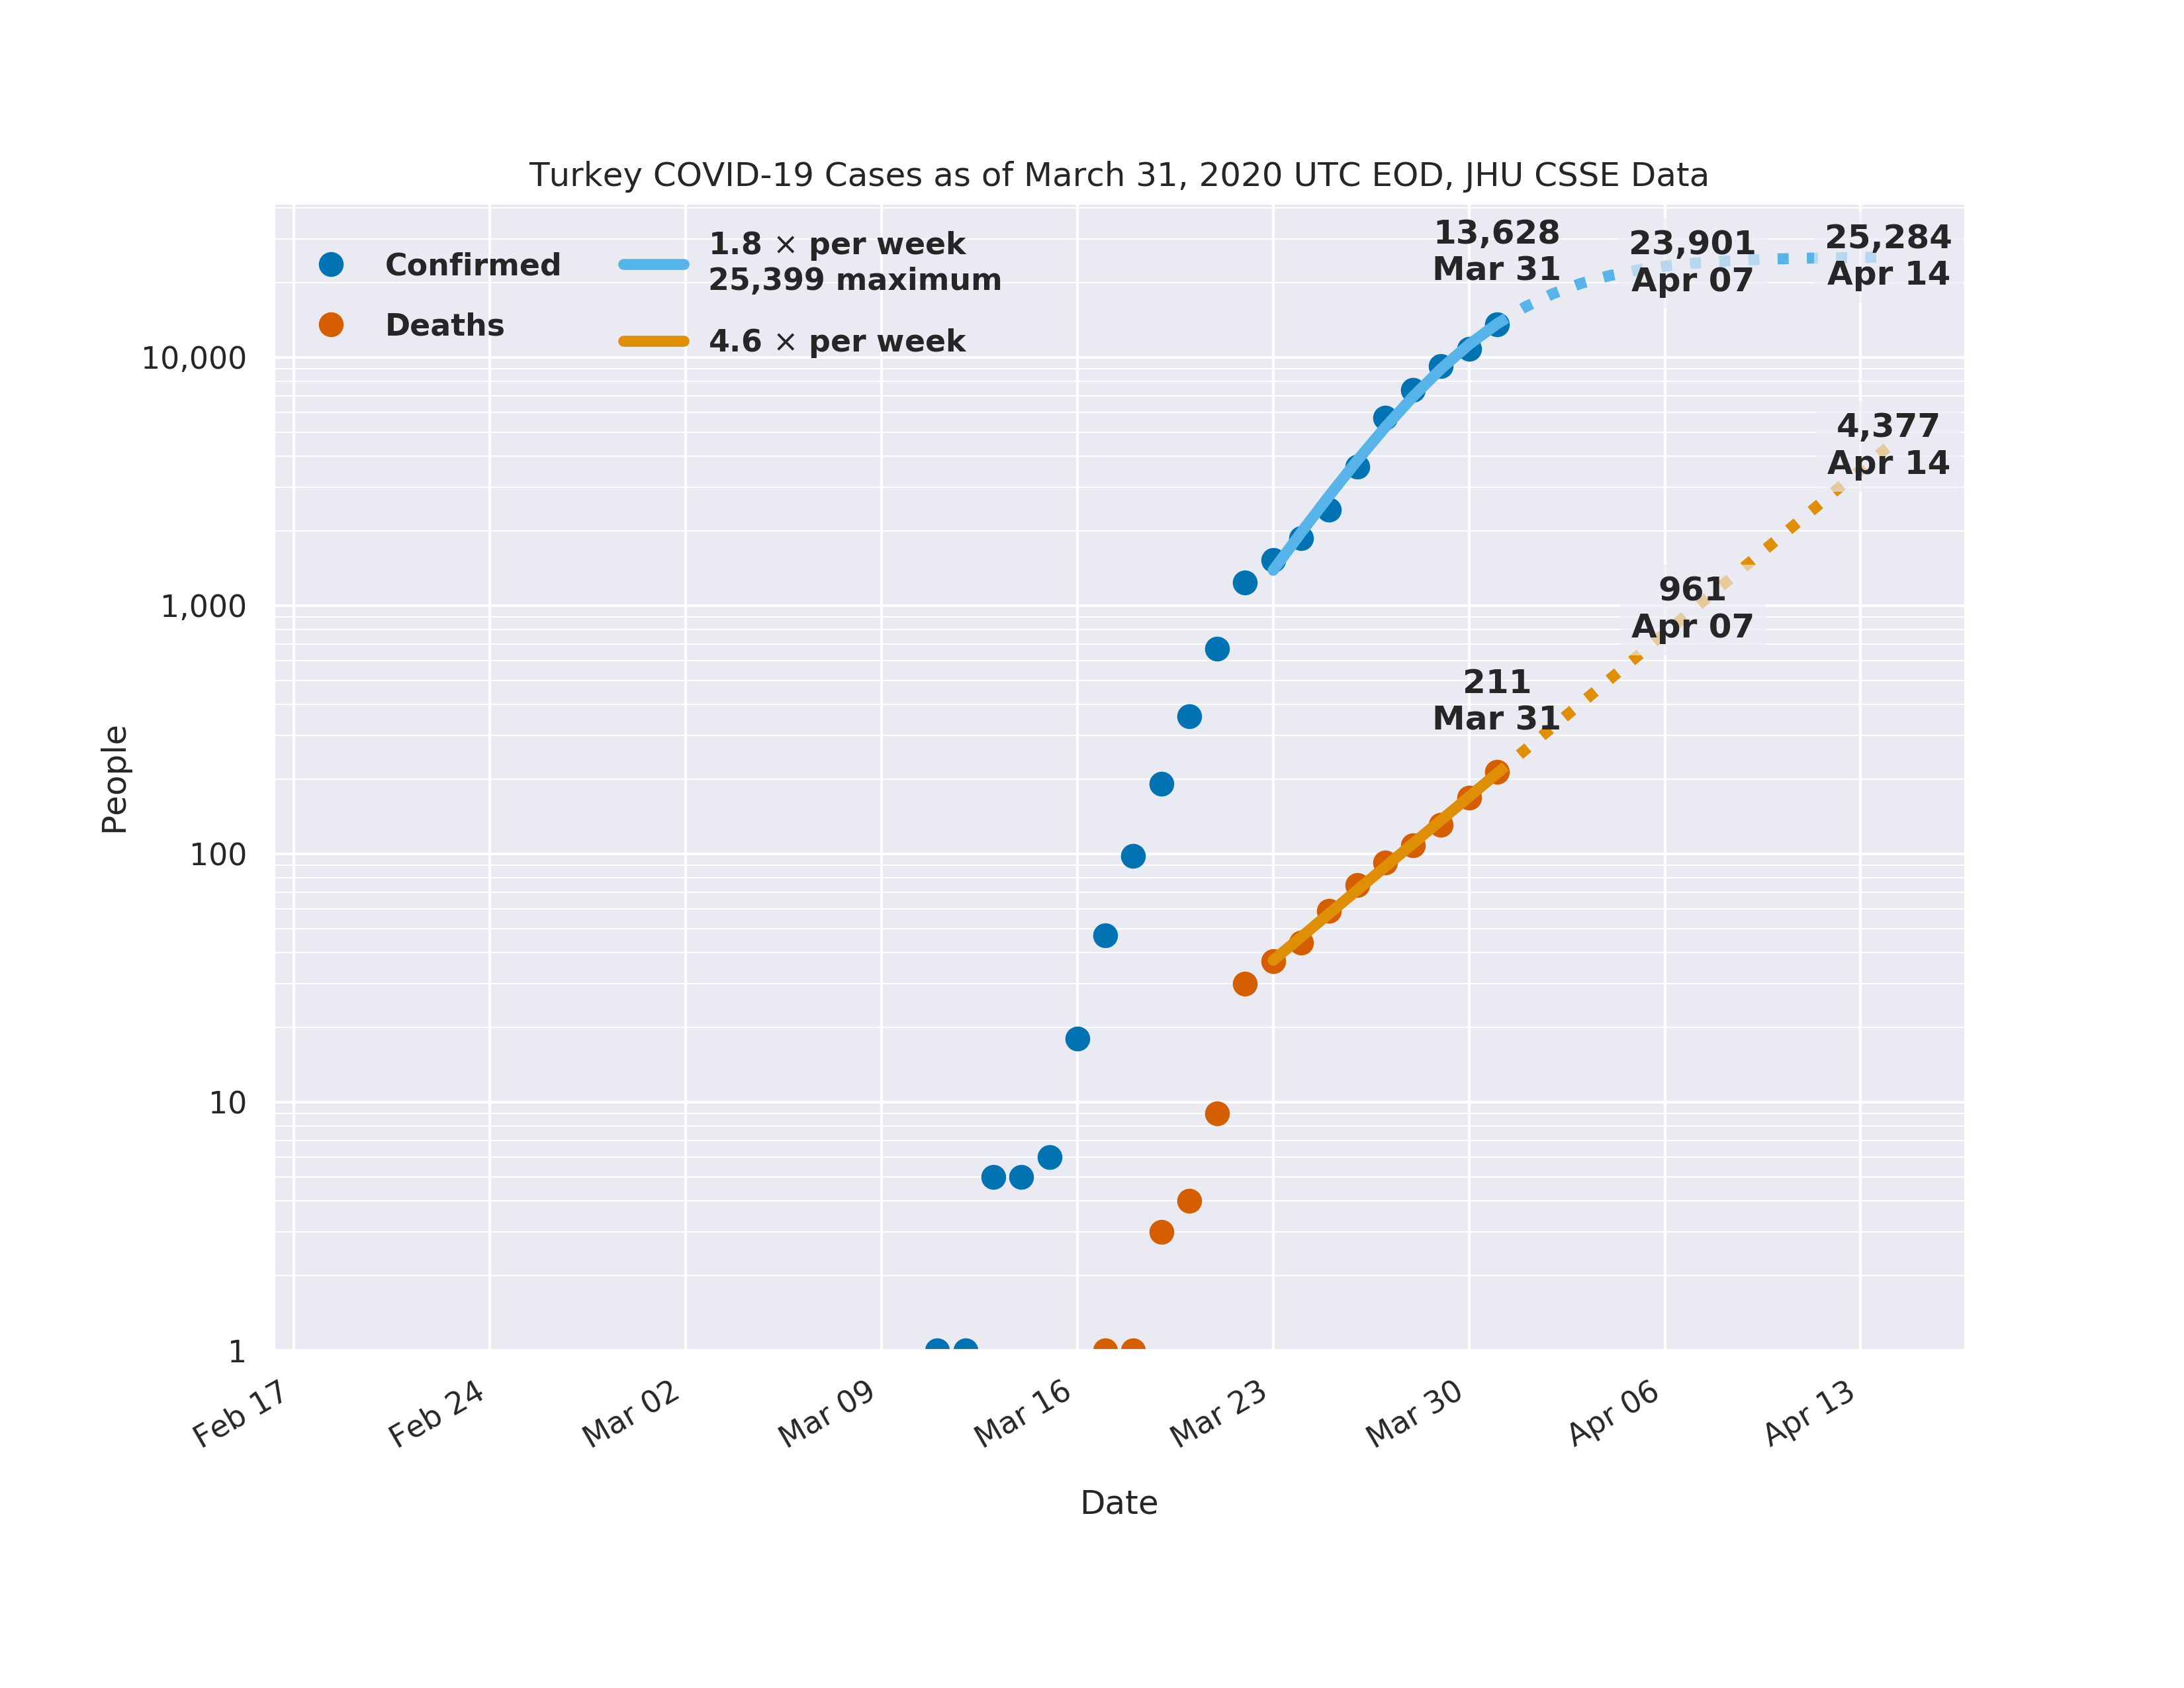 Turkey COVID-19 Cases as of March 31, 2020 UTC EOD, JHU CSSE Data
Confirmed
Deaths
1.8 × per week
25,399 maximum
4.6 × per week
13,628
Mar 31
23,901
Apr 07
25,284
Apr 14
4,377
Apr 14
961
Apr 07
211
Mar 31
People
10,000
1,000
100
10
1
Feb 17
Feb 24
Mar 02
Mar 09
Mar 16
Mar 23
Mar 30
Apr 06
Apr 13
Date